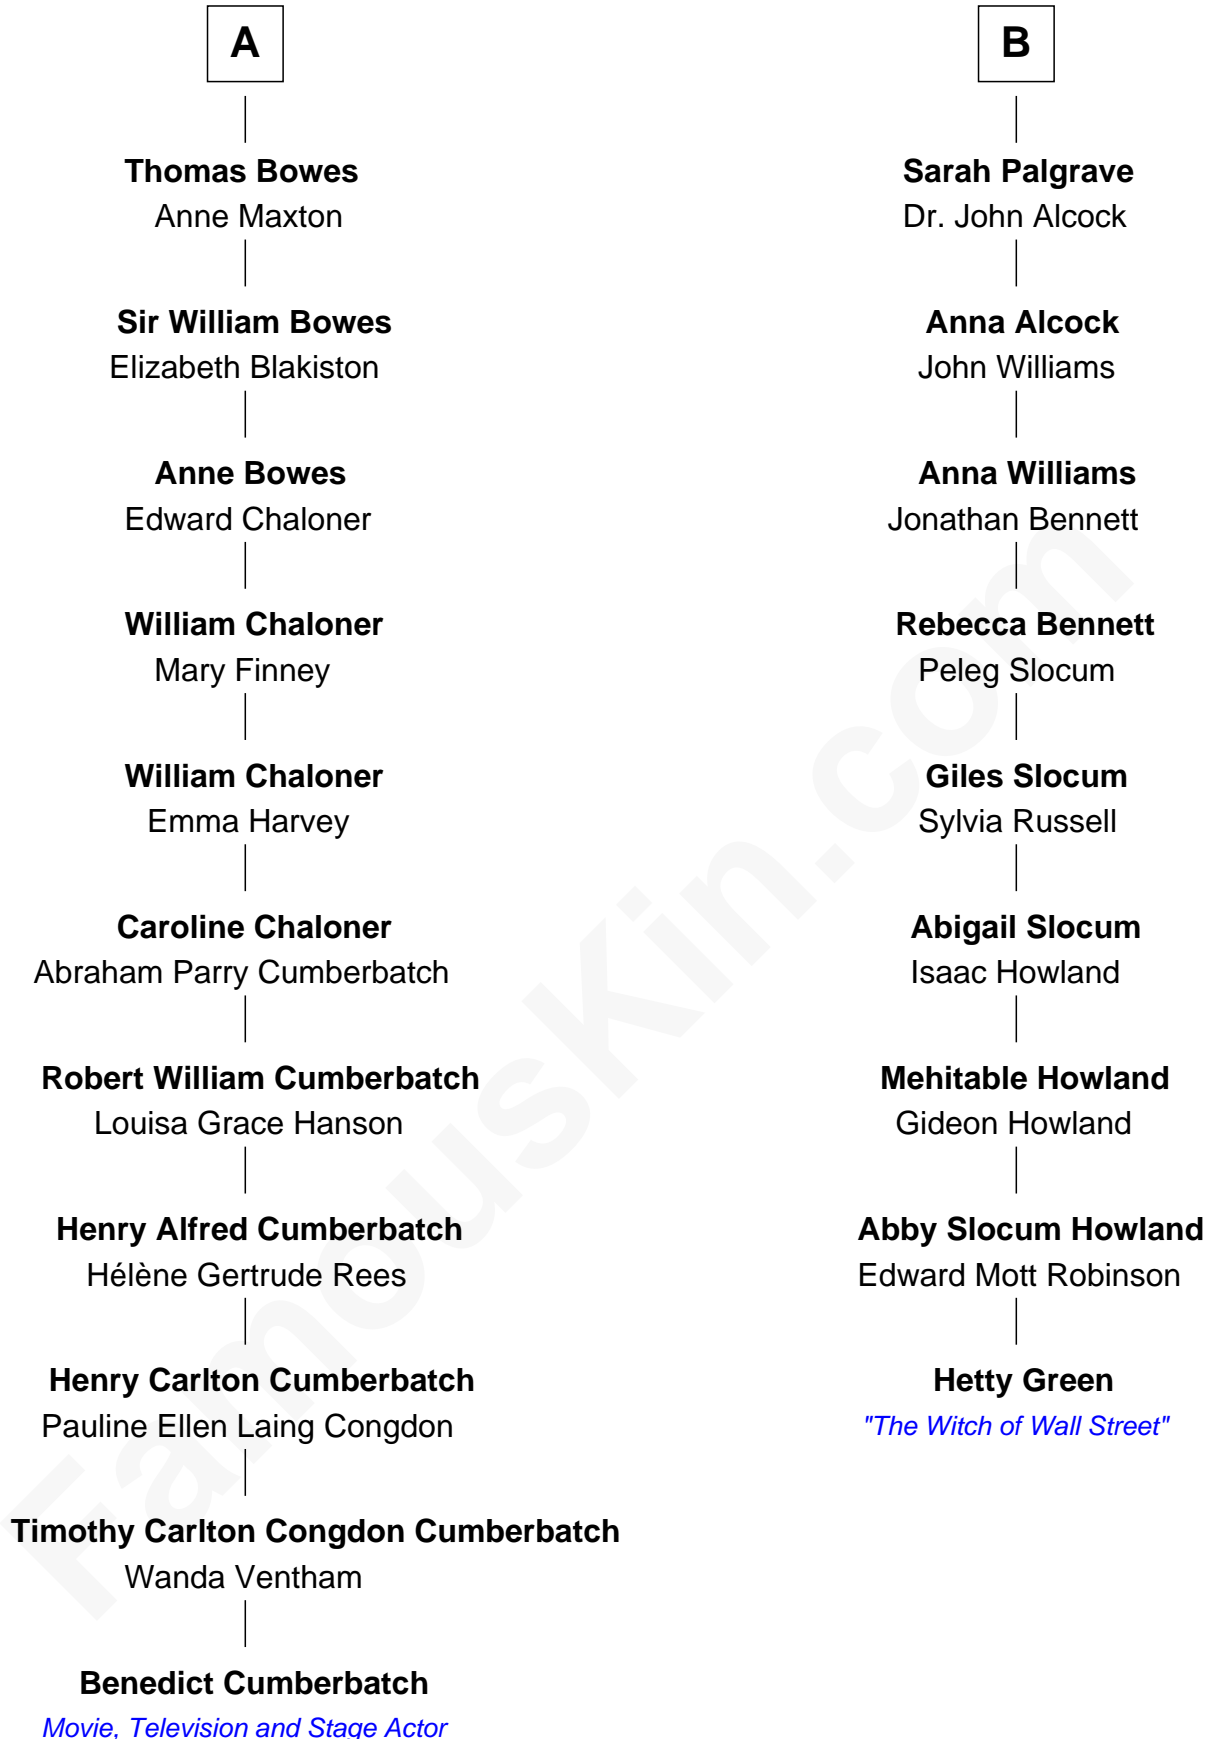 A
Thomas Bowes
Anne Maxton
Sir William Bowes
Elizabeth Blakiston
Anne Bowes
Edward Chaloner
William Chaloner
Mary Finney
William Chaloner
Emma Harvey
Caroline Chaloner
Abraham Parry Cumberbatch
Robert William Cumberbatch
Louisa Grace Hanson
Henry Alfred Cumberbatch
Hélène Gertrude Rees
Henry Carlton Cumberbatch
Pauline Ellen Laing Congdon
Timothy Carlton Congdon Cumberbatch
Wanda Ventham
Benedict Cumberbatch
Movie, Television and Stage Actor
B
Sarah Palgrave
Dr. John Alcock
Anna Alcock
John Williams
Anna Williams
Jonathan Bennett
Rebecca Bennett
Peleg Slocum
Giles Slocum
Sylvia Russell
Abigail Slocum
Isaac Howland
Mehitable Howland
Gideon Howland
Abby Slocum Howland
Edward Mott Robinson
Hetty Green
"The Witch of Wall Street"
FamousKin.com